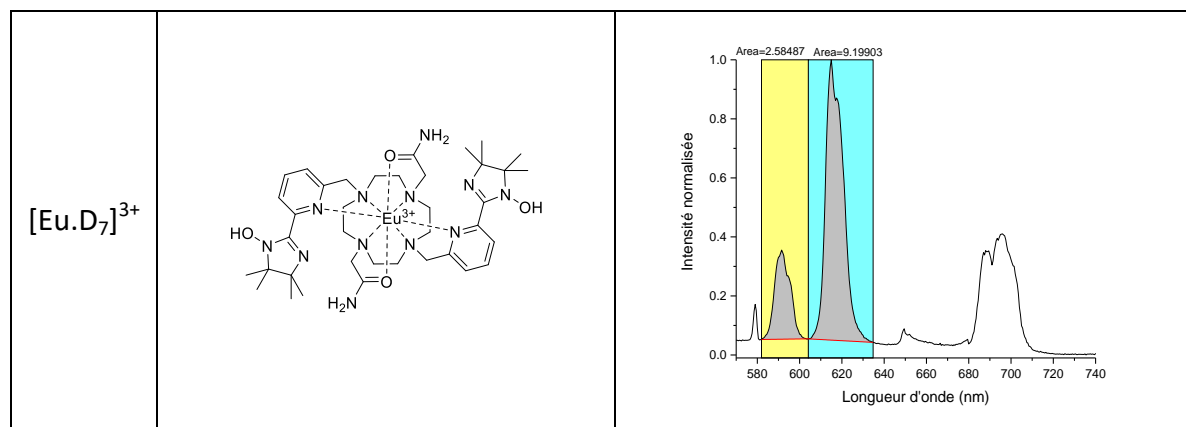 [Eu.D₇]³⁺
NH₂
O
N
N
OH
N
N
N
Eu³⁺
N
HO
N
N
N
N
O
H₂N
Area=2.58487 Area=9.19903
Intensité normalisée
1.0
0.8
0.6
0.4
0.2
0.0
580 600 620 640 660 680 700 720 740
Longueur d'onde (nm)